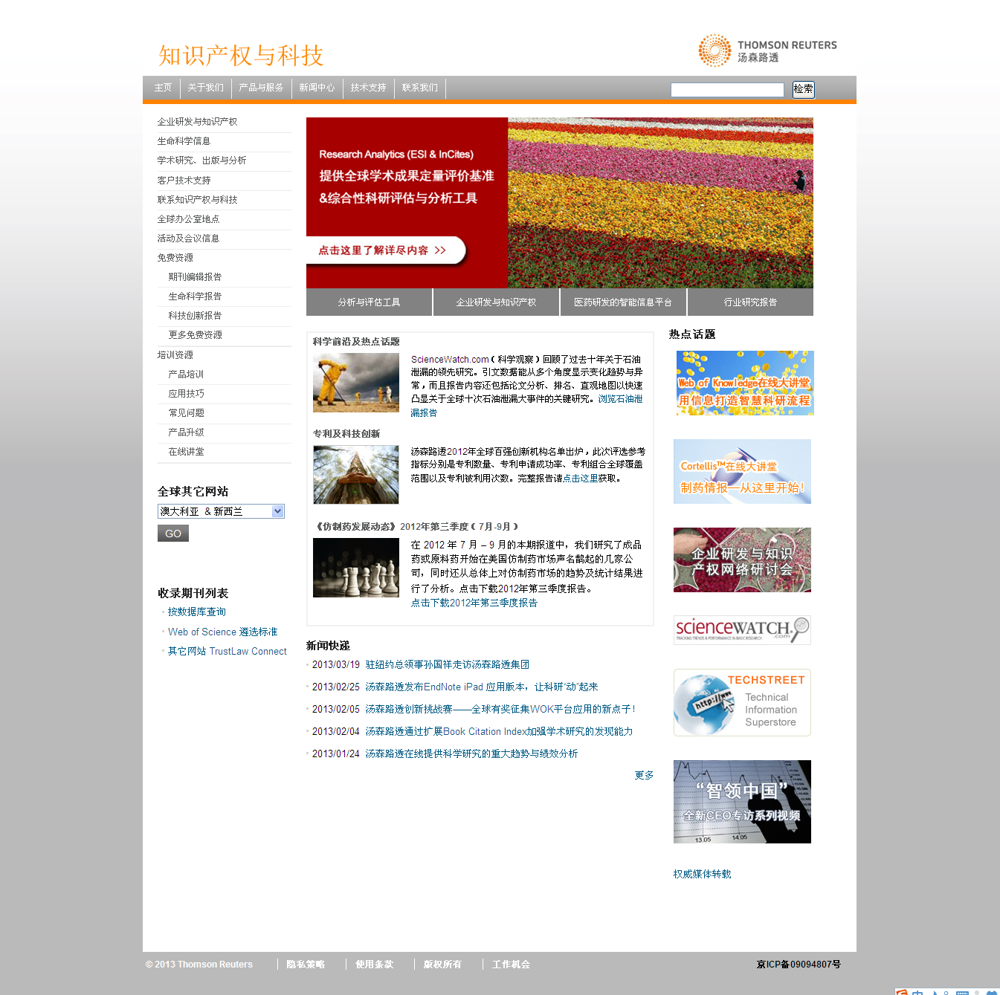 知识产权与科技
THOMSON REUTERS
汤森路透
主页 关于我们 产品与服务 新闻中心 技术支持 联系我们 检索
企业研发与知识产权
生命科学信息
学术研究、出版与分析
客户技术支持
联系知识产权与科技
全球办公室地点
活动及会议信息
免费资源
期刊编辑报告
生命科学报告
科技创新报告
更多免费资源
培训资源
产品培训
应用技巧
常见问题
产品升级
在线讲堂
全球其它网站
澳大利亚 & 新西兰
GO
收录期刊列表
按数据库查询
Web of Science 遴选标准
其它网站 TrustLaw Connect
Research Analytics (ESI & InCites)
提供全球学术成果定量评价基准
&综合性科研评估与分析工具
点击这里了解详尽内容 >>
分析与评估工具 企业研发与知识产权 医药研发的智能信息平台 行业研究报告
科学前沿及热点话题
ScienceWatch.com（科学观察）回顾了过去十年关于石油
泄漏的领先研究。引文数据能从多个角度显示变化趋势与异
常，而且报告内容还包括论文分析、排名、直观地图以快速
凸显关于全球十次石油泄漏大事件的关键研究。浏览石油泄
漏报告
专利及科技创新
汤森路透2012年全球百强创新机构名单出炉，此次评选参考
指标分别是专利数量、专利申请成功率、专利组合全球覆盖
范围以及专利被利用次数。完整报告请点击这里获取。
《仿制药发展动态》2012年第三季度（7月-9月）
在 2012 年 7 月 – 9 月的本期报道中，我们研究了成品
药或原料药开始在美国仿制药市场声名鹊起的几家公
司，同时还从总体上对仿制药市场的趋势及统计结果进
行了分析。点击下载2012年第三季度报告。
点击下载2012年第三季度报告
新闻快递
2013/03/19 驻纽约总领事孙国祥走访汤森路透集团
2013/02/25 汤森路透发布EndNote iPad 应用版本，让科研“动”起来
2013/02/05 汤森路透创新挑战赛——全球有奖征集WOK平台应用的新点子！
2013/02/04 汤森路透通过扩展Book Citation Index加强学术研究的发现能力
2013/01/24 汤森路透在线提供科学研究的重大趋势与绩效分析
更多
热点话题
Web of Knowledge在线大讲堂
用信息打造智慧科研流程
Cortellis™在线大讲堂
制药情报—从这里开始！
企业研发与知识
产权网络研讨会
SCIENCEWATCH.com
TRACKING TRENDS & PERFORMANCE IN BASIC RESEARCH
TECHSTREET
http://ww
Technical
Information
Superstore
“智领中国”
全新CEO专访系列视频
13.05 14.05
权威媒体转载
© 2013 Thomson Reuters 隐私策略 使用条款 版权所有 工作机会 京ICP备09094807号